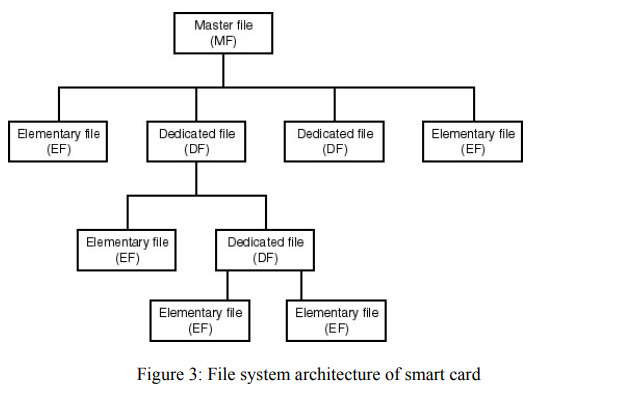 Master file
(MF)
Elementary file
(EF)
Dedicated file
(DF)
Dedicated file
(DF)
Elementary file
(EF)
Elementary file
(EF)
Dedicated file
(DF)
Elementary file
(EF)
Elementary file
(EF)
Figure 3: File system architecture of smart card